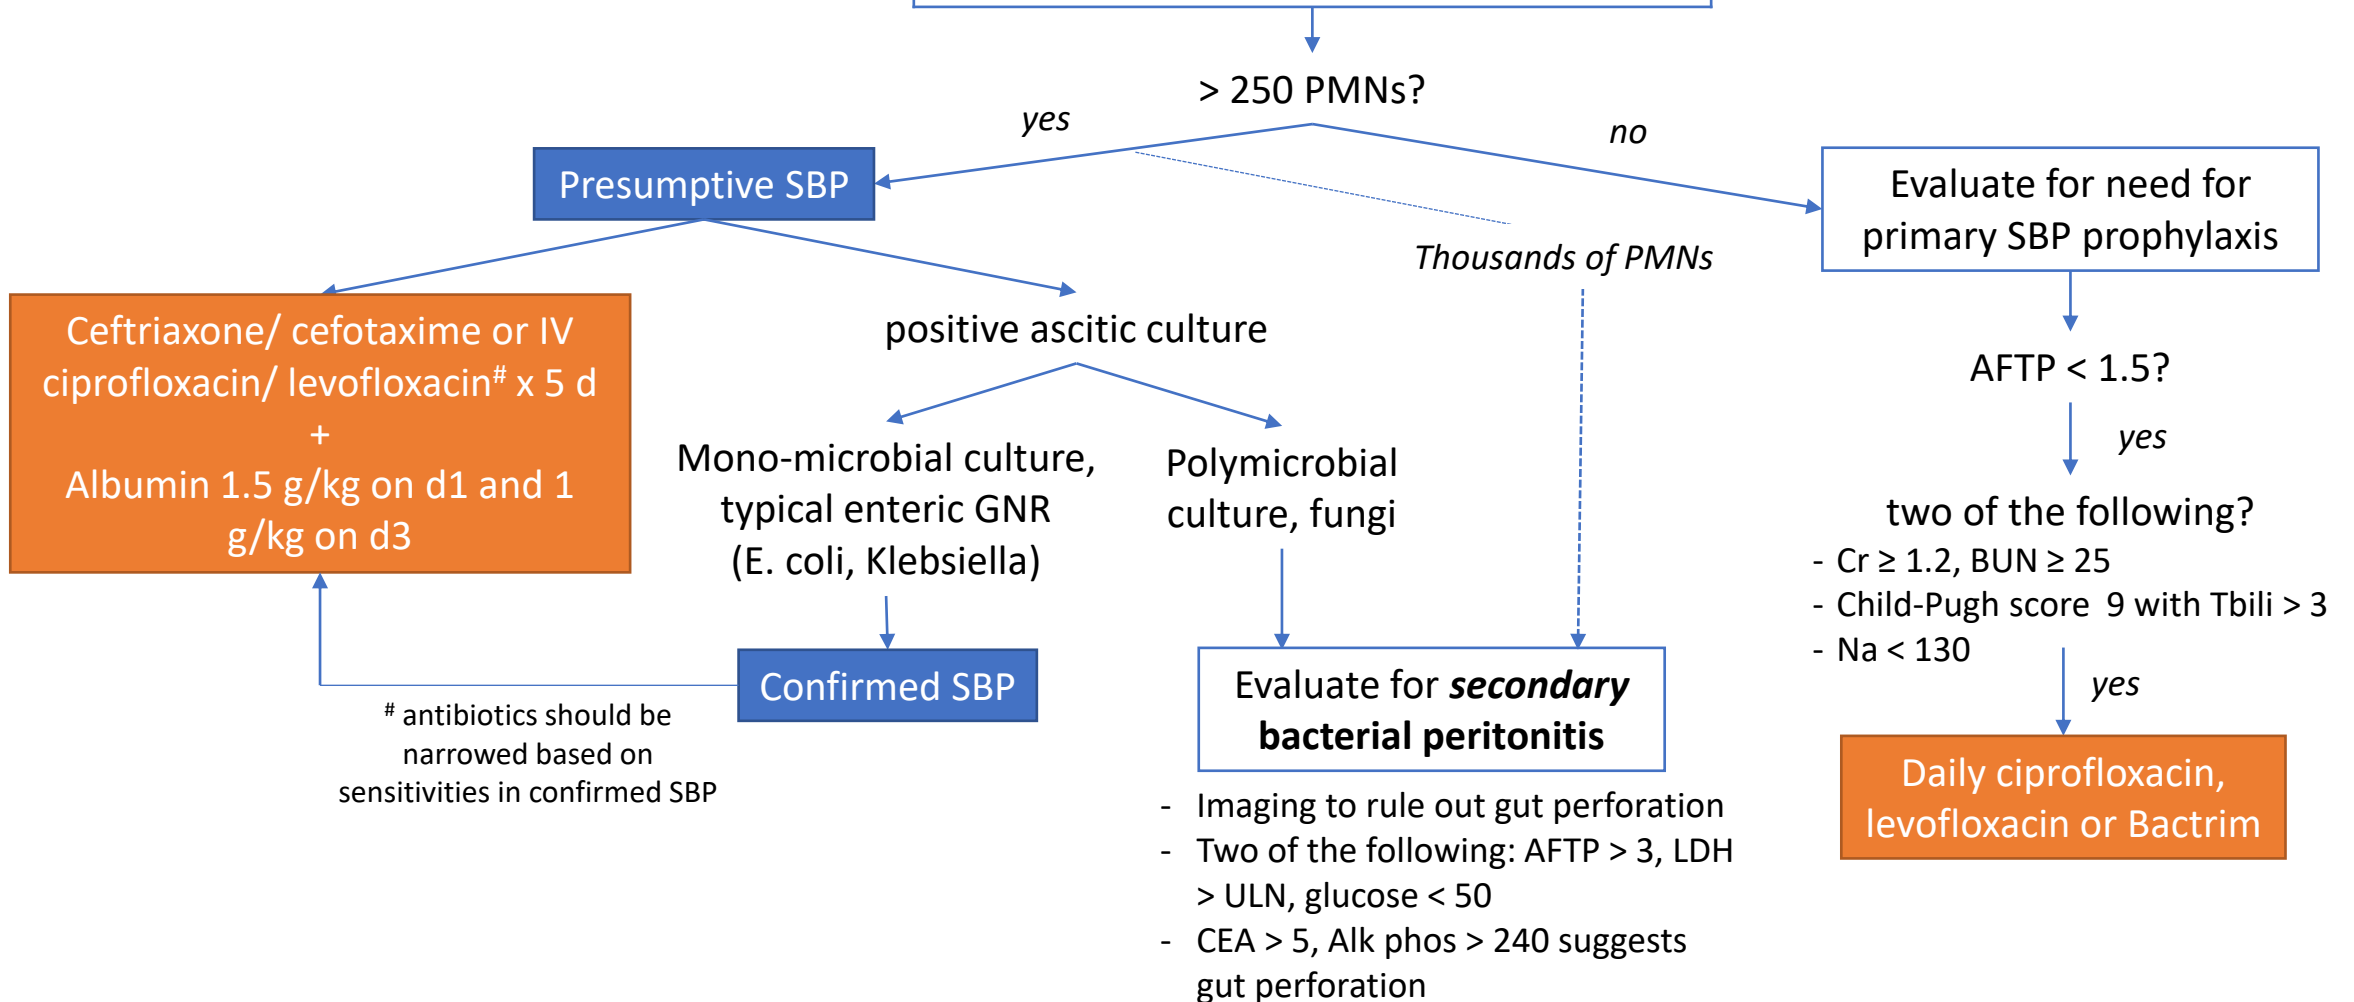 > 250 PMNs?
yes
no
Presumptive SBP
Evaluate for need for
primary SBP prophylaxis
Thousands of PMNs
Ceftriaxone/ cefotaxime or IV
ciprofloxacin/ levofloxacin# x 5 d
+
Albumin 1.5 g/kg on d1 and 1
g/kg on d3
positive ascitic culture
AFTP < 1.5?
yes
Mono-microbial culture,
typical enteric GNR
(E. coli, Klebsiella)
Polymicrobial
culture, fungi
two of the following?
- Cr ≥ 1.2, BUN ≥ 25
- Child-Pugh score  9 with Tbili > 3
- Na < 130
yes
Confirmed SBP
# antibiotics should be
narrowed based on
sensitivities in confirmed SBP
Evaluate for secondary
bacterial peritonitis
- Imaging to rule out gut perforation
- Two of the following: AFTP > 3, LDH
> ULN, glucose < 50
- CEA > 5, Alk phos > 240 suggests
gut perforation
Daily ciprofloxacin,
levofloxacin or Bactrim